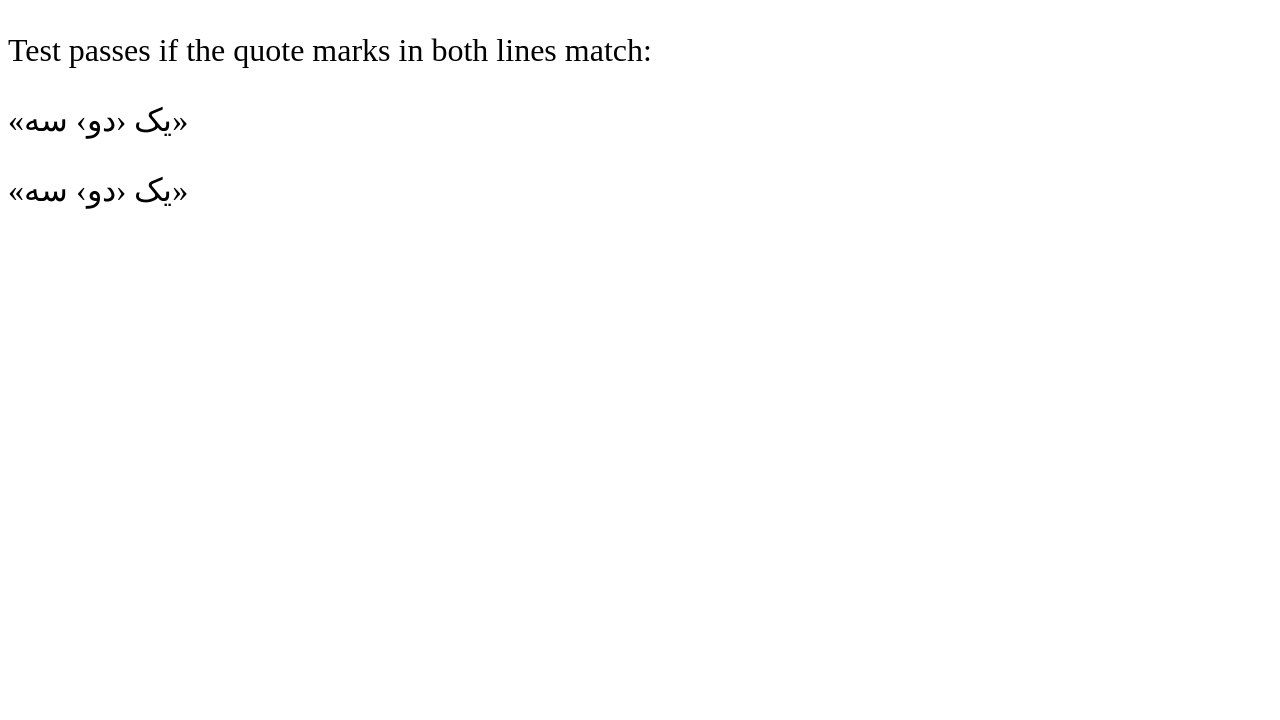 Test passes if the quote marks in both lines match:
«یک ‹دو› سه»
«یک ‹دو› سه»